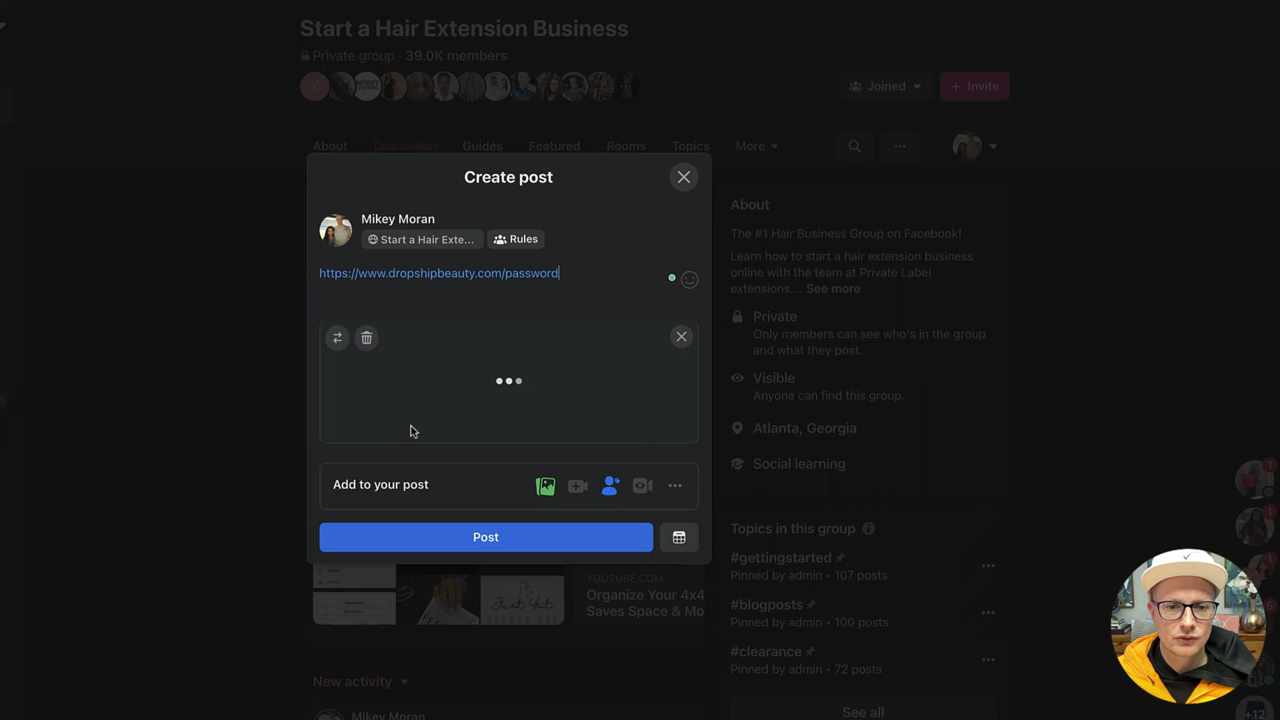 Start a Hair Extension Business
Private group · 39.0K members
Joined
+ Invite
About
Discussion
Guides
Featured
Rooms
Topics
More
Create post
Mikey Moran
Start a Hair Exte...
Rules
https://www.dropshipbeauty.com/password
Add to your post
Post
About
The #1 Hair Business Group on Facebook!
Learn how to start a hair extension business
online with the team at Private Label
extensions.... See more
Private
Only members can see who's in the group
and what they post.
Visible
Anyone can find this group.
Atlanta, Georgia
Social learning
Topics in this group
#gettingstarted
Pinned by admin • 107 posts
#blogposts
Pinned by admin • 100 posts
#clearance
Pinned by admin • 72 posts
See all
YOUTUBE.COM
Organize Your 4x4
Saves Space & Mo
New activity
Mikey Moran
1
1
5
+12